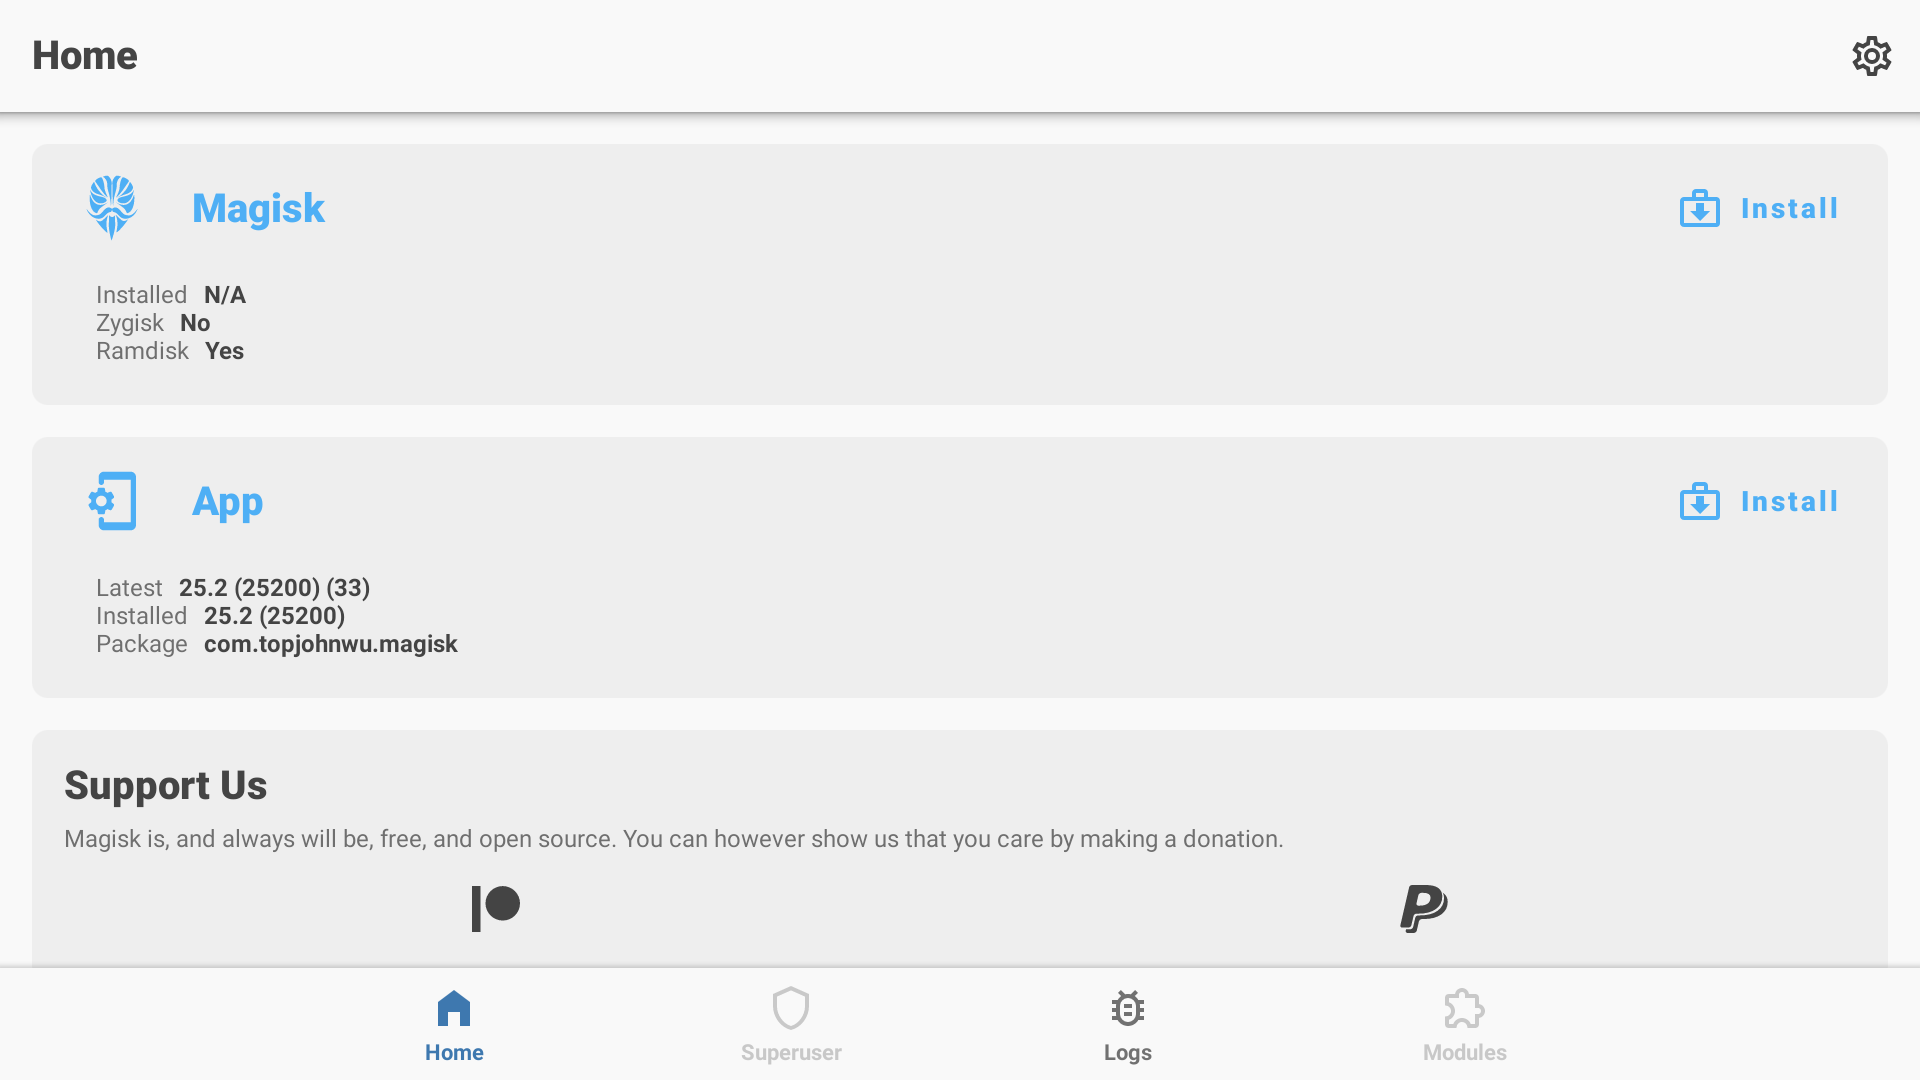 Home
Magisk
Install
Installed N/A
Zygisk No
Ramdisk Yes
App
Install
Latest 25.2 (25200) (33)
Installed 25.2 (25200)
Package com.topjohnwu.magisk
Support Us
Magisk is, and always will be, free, and open source. You can however show us that you care by making a donation.
Home
Superuser
Logs
Modules